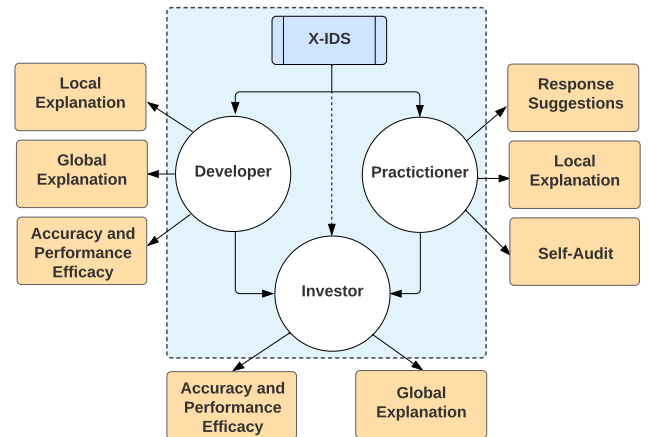 X-IDS
Local
Explanation
Response
Suggestions
Developer
Practictioner
Global
Explanation
Local
Explanation
Accuracy and
Performance
Efficacy
Self-Audit
Investor
Accuracy and
Performance
Efficacy
Global
Explanation